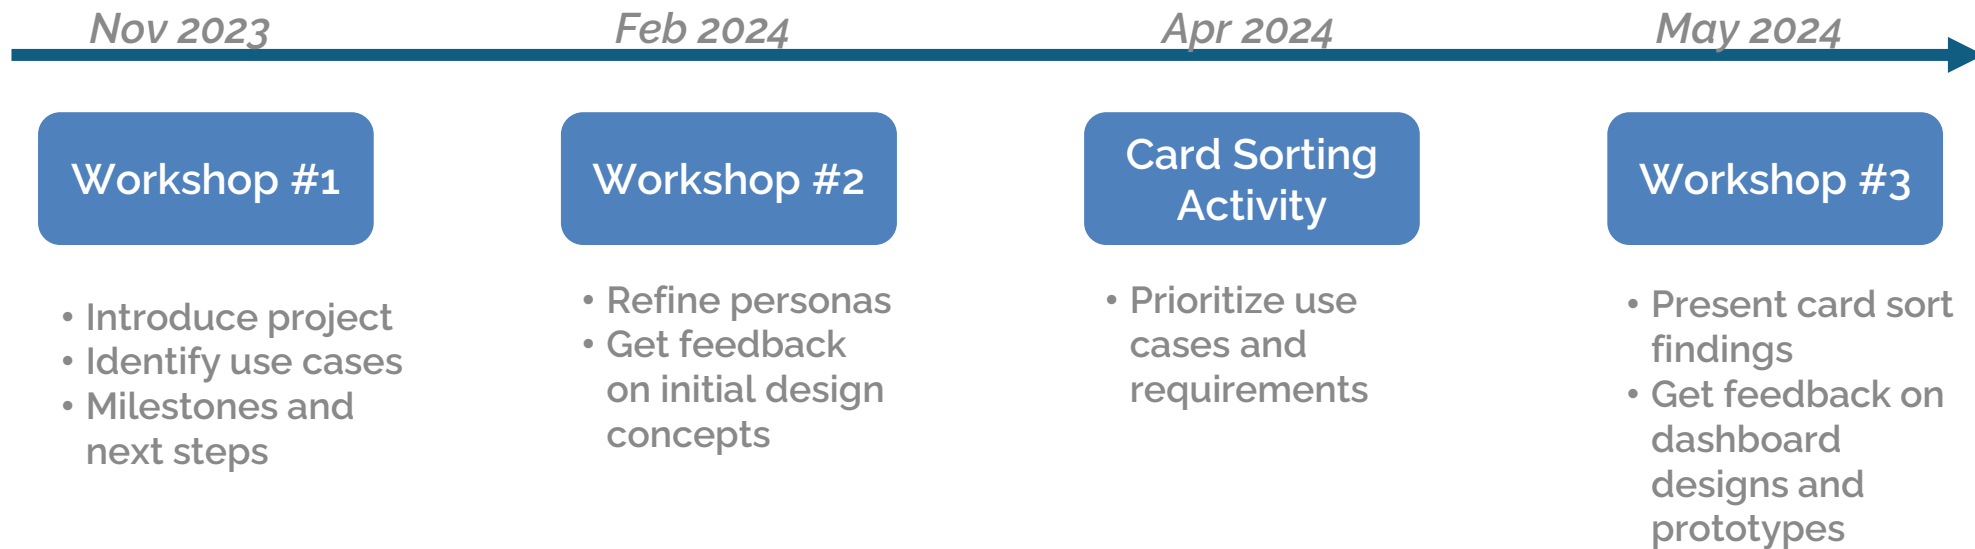 Nov 2023
Feb 2024
Apr 2024
May 2024
Workshop #1
• Introduce project
• Identify use cases
• Milestones and
next steps
Workshop #2
• Refine personas
• Get feedback
on initial design
concepts
Card Sorting
Activity
• Prioritize use
cases and
requirements
Workshop #3
• Present card sort
findings
• Get feedback on
dashboard
designs and
prototypes